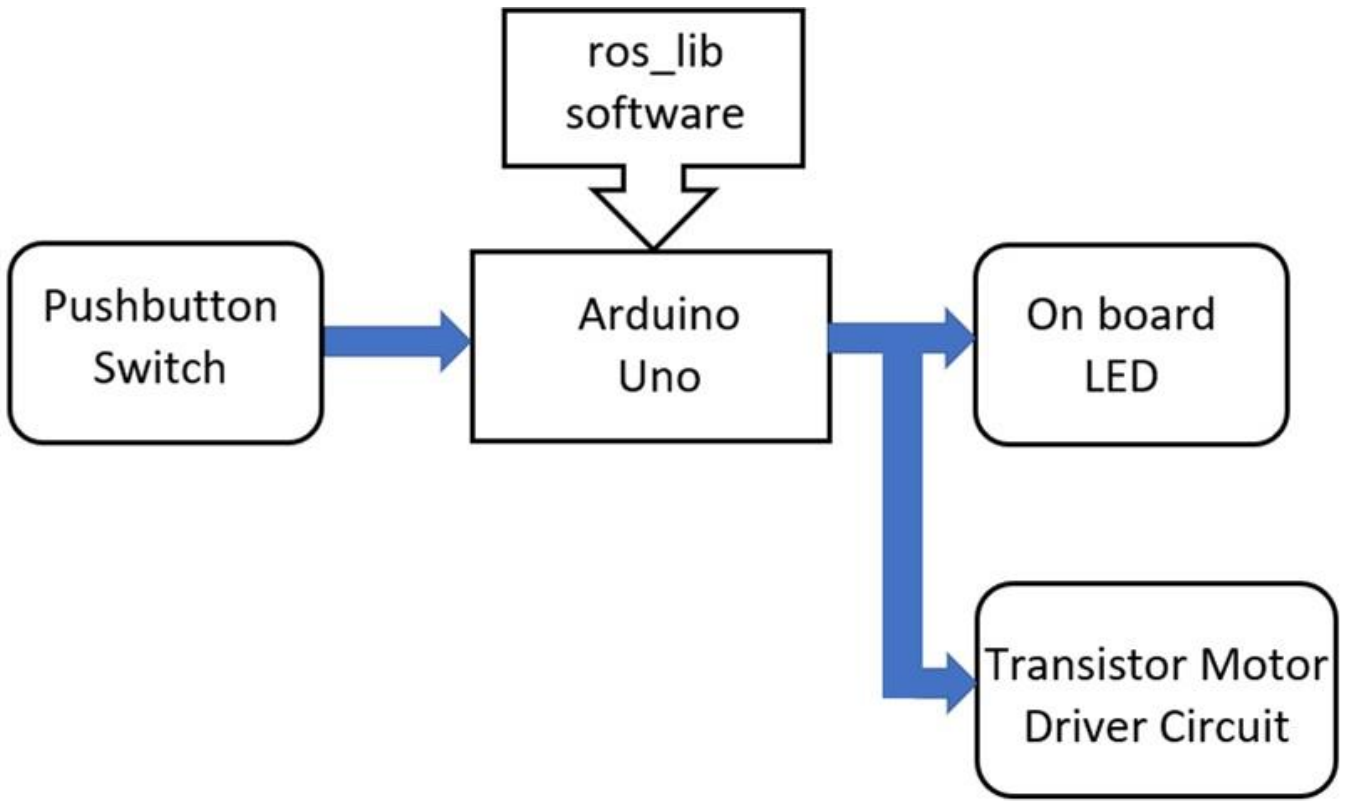 ros_lib
software
Pushbutton
Switch
Arduino
Uno
On board
LED
Transistor Motor
Driver Circuit